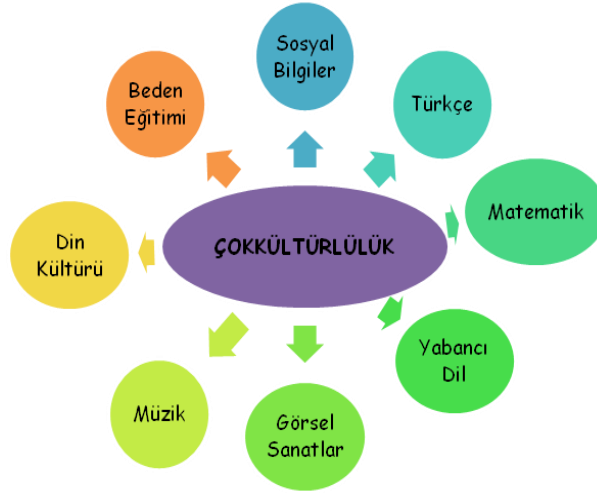 Sosyal
Bilgiler
Beden
Eğitimi
Türkçe
Din
Kültürü
ÇOKKÜLTÜRLÜLÜK
Matematik
Yabancı
Dil
Müzik
Görsel
Sanatlar